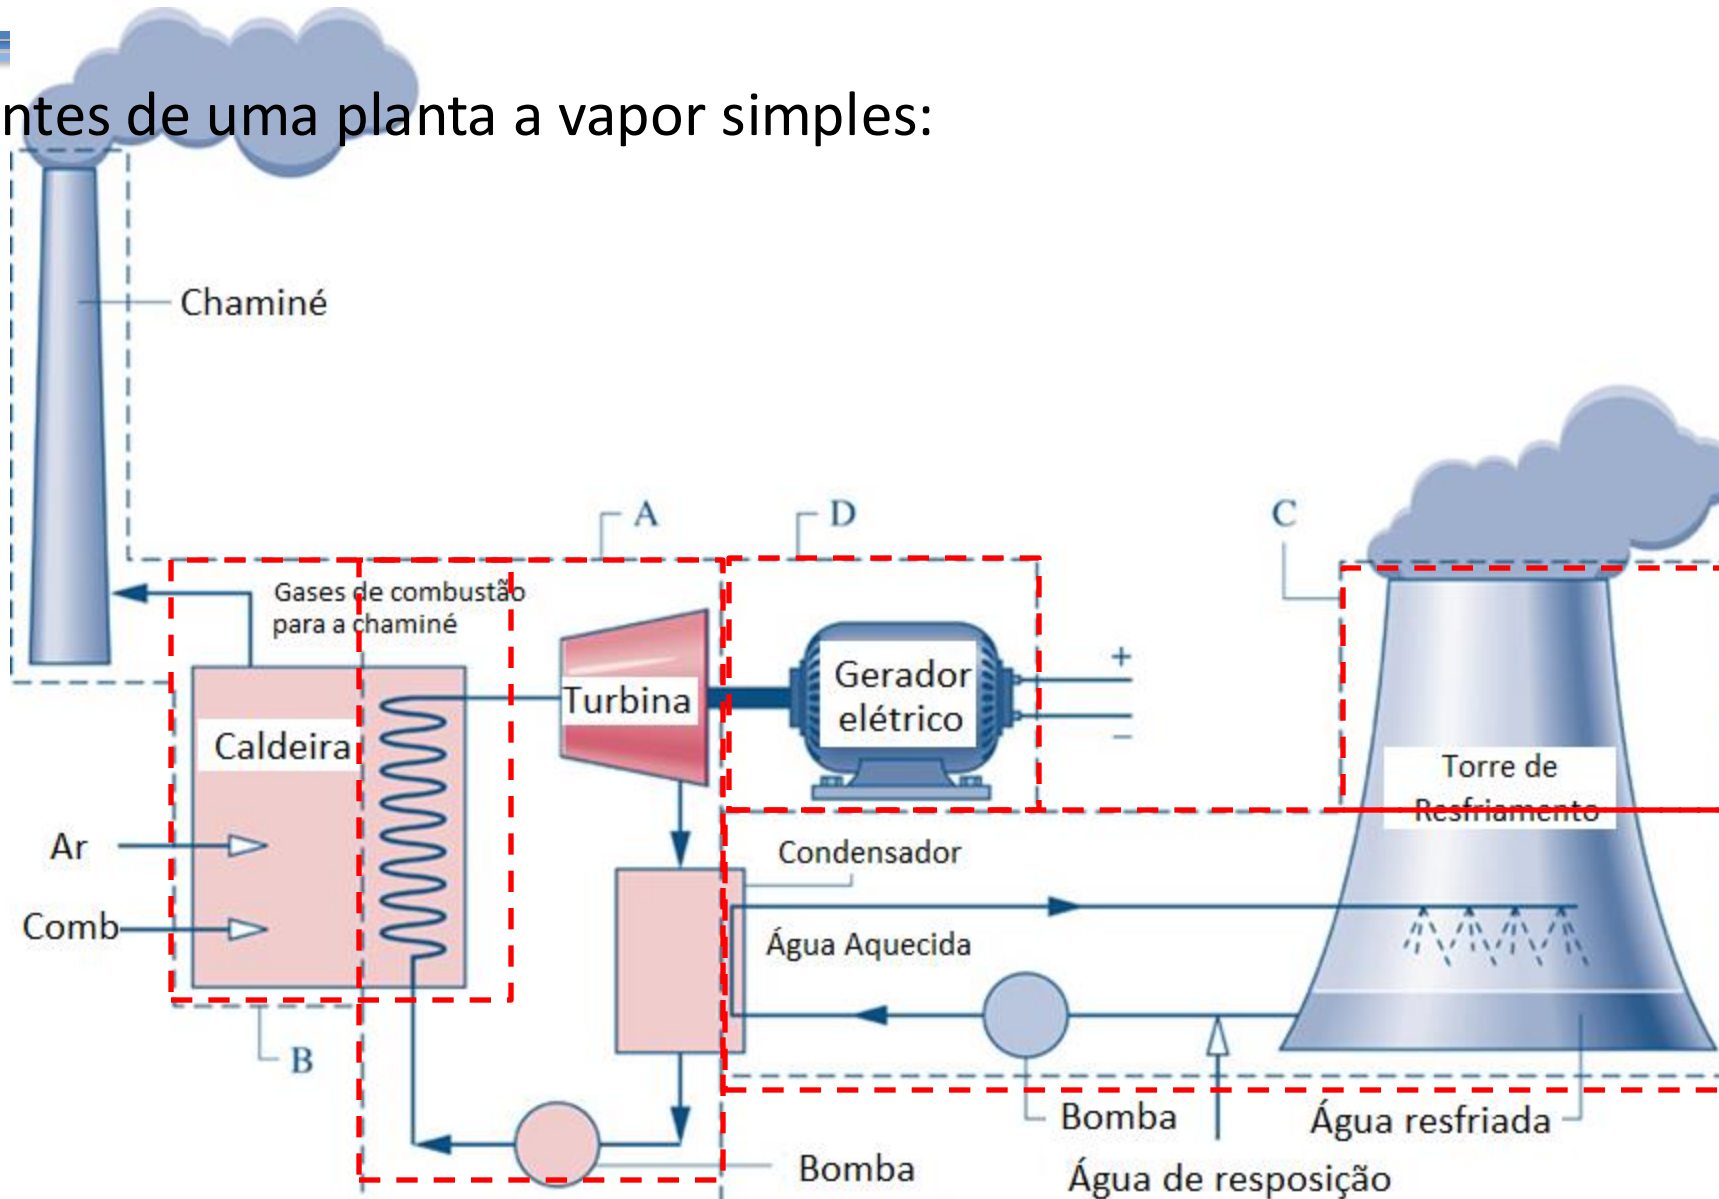 ntes de uma planta a vapor simples:
Chaminé
A
D
C
Gases de combustão
para a chaminé
Turbina
Gerador
elétrico
+
−
Caldeira
Torre de
Resfriamento
Ar
Condensador
Comb
Água Aquecida
B
Bomba
Água resfriada
Bomba
Água de resposição